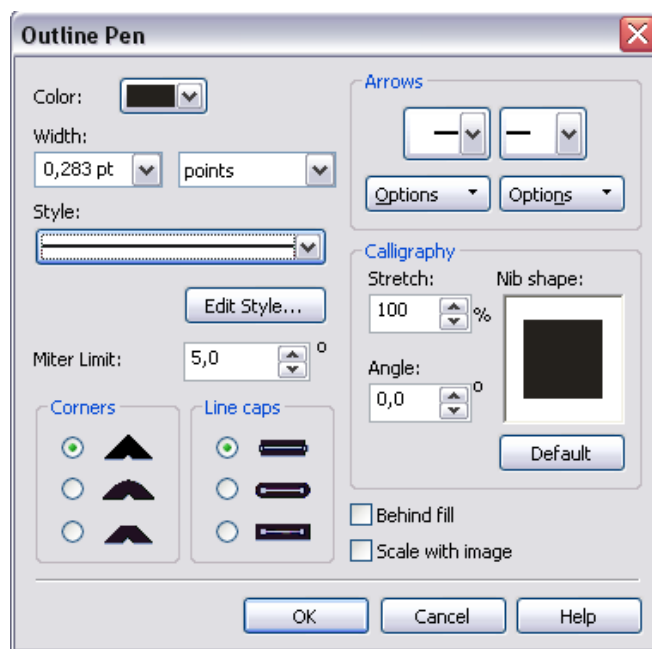 Outline Pen
Color:
Width:
0,283 pt
points
Style:
Edit Style...
Miter Limit:
5,0
o
Corners
Line caps
Arrows
Options
Options
Calligraphy
Stretch:
Nib shape:
100
%
Angle:
0,0
o
Default
Behind fill
Scale with image
OK
Cancel
Help